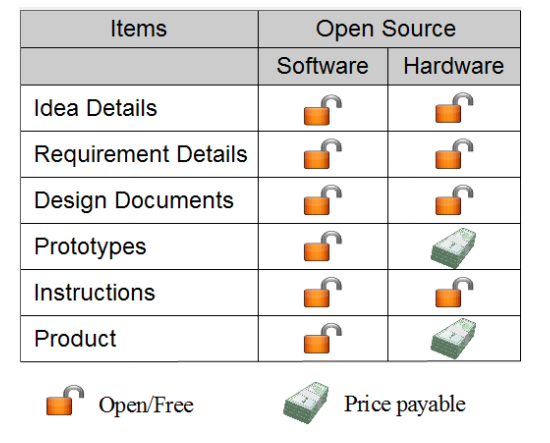 Items Open Source
Software Hardware
Idea Details
Requirement Details
Design Documents
Prototypes
Instructions
Product
Open/Free Price payable